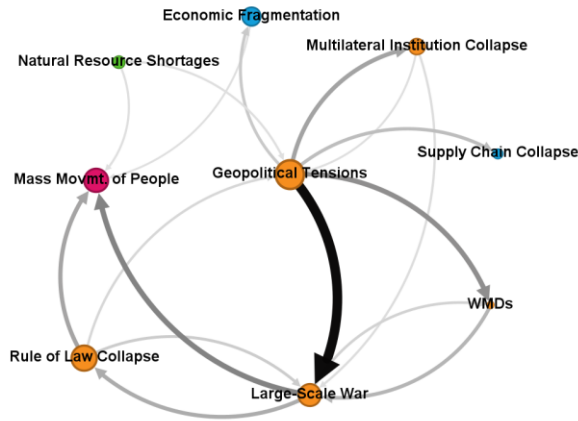 Economic Fragmentation
Multilateral Institution Collapse
Natural Resource Shortages
Supply Chain Collapse
Geopolitical Tensions
Mass Movmt. of People
WMDs
Rule of Law Collapse
Large-Scale War